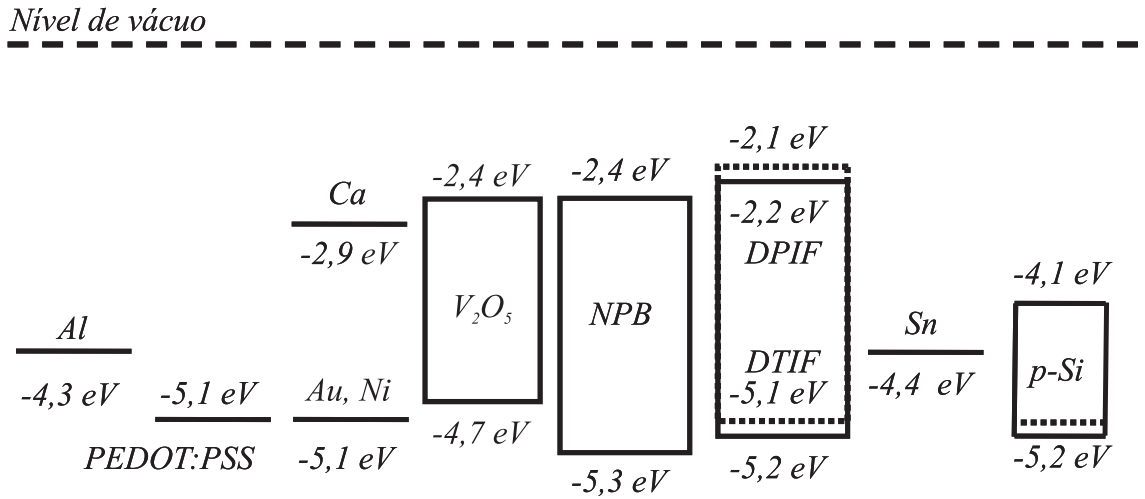 Nível de vácuo
Al
-4,3 eV
-5,1 eV
PEDOT:PSS
Ca
-2,9 eV
Au, Ni
-5,1 eV
-2,4 eV
V2O5
-4,7 eV
-2,4 eV
NPB
-5,3 eV
-2,1 eV
-2,2 eV
DPIF
DTIF
-5,1 eV
-5,2 eV
Sn
-4,4 eV
-4,1 eV
p-Si
-5,2 eV